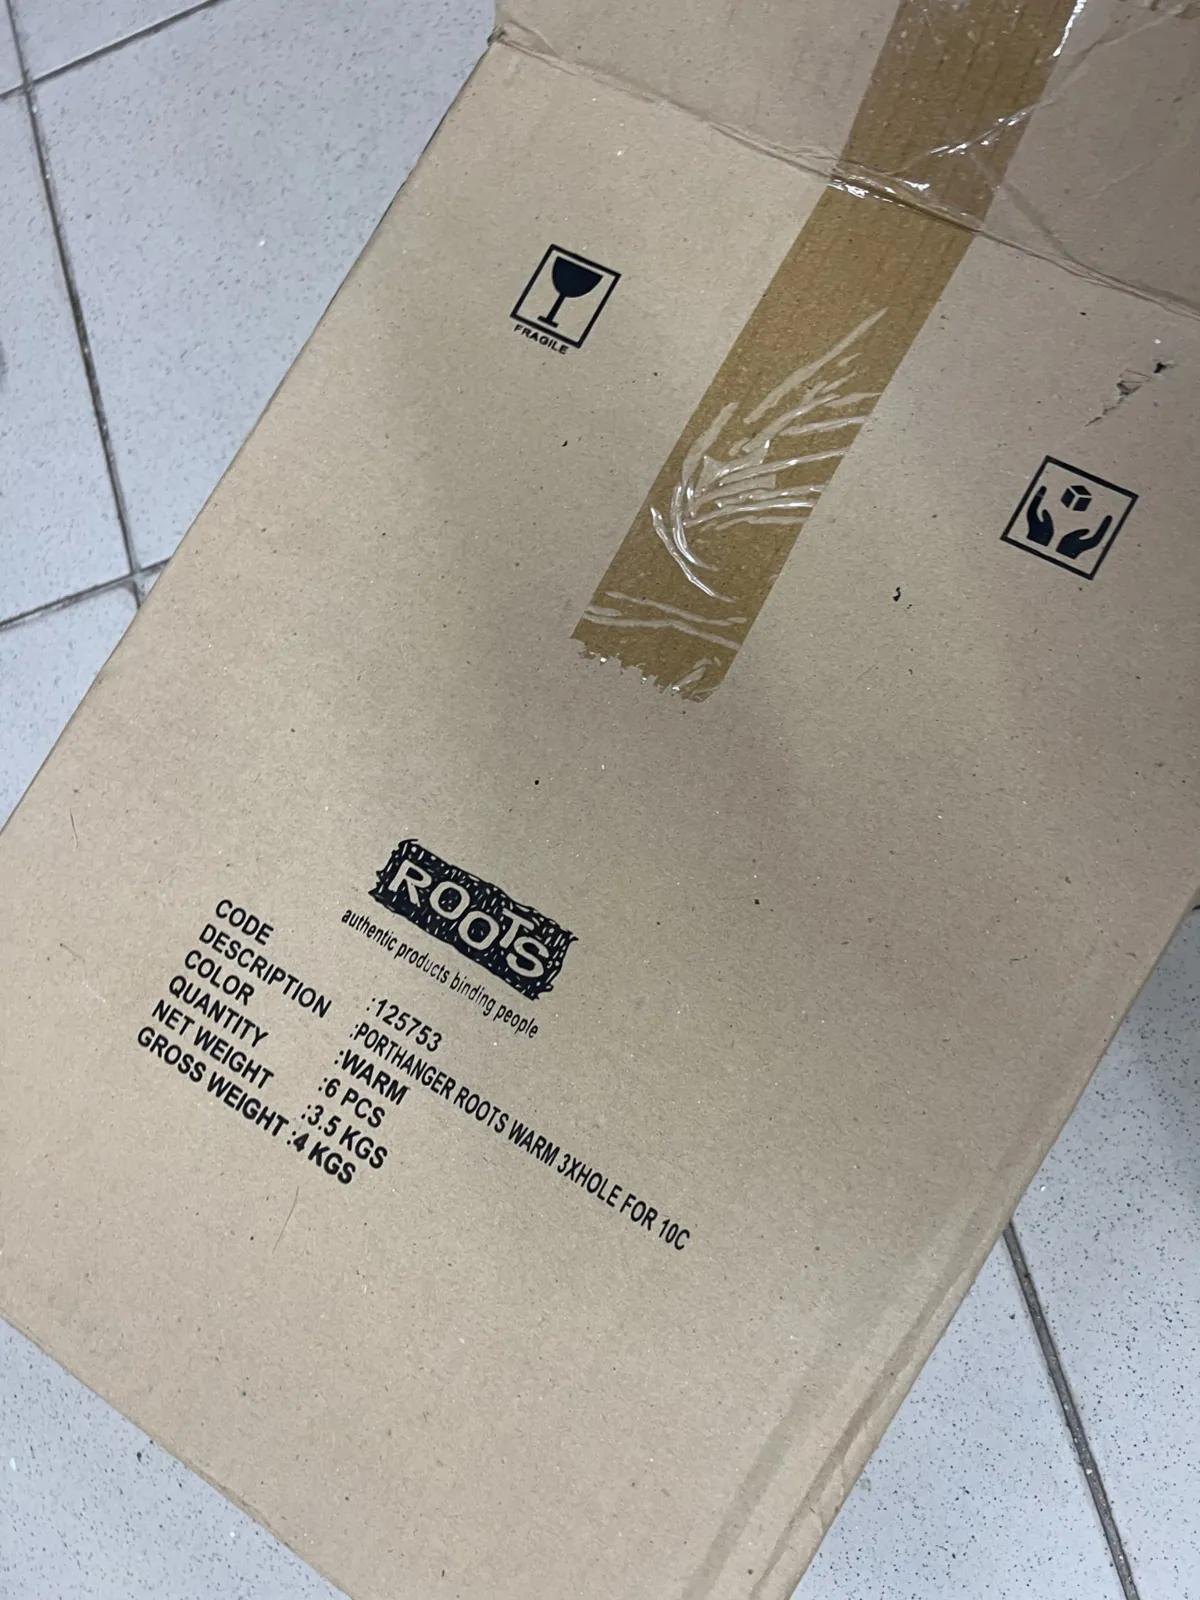 FRAGILE
ROOTS
authentic products binding people
CODE :125753
DESCRIPTION :PORTHANGER ROOTS WARM 3XHOLE FOR 10C
COLOR :WARM
QUANTITY :6 PCS
NET WEIGHT :3.5 KGS
GROSS WEIGHT :4 KGS